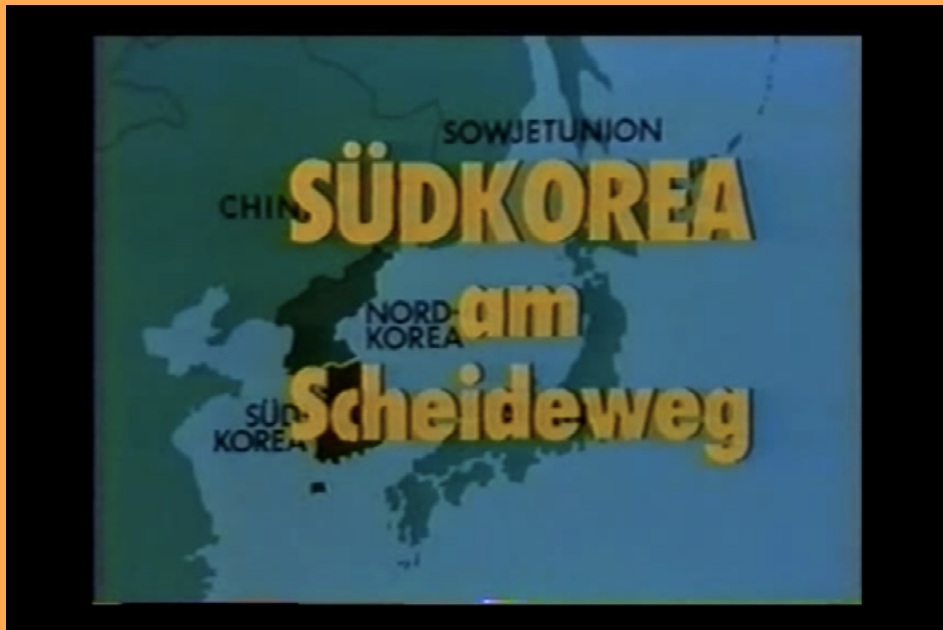 SOWJETUNION
SÜDKOREA
CHIN
NORD-
KOREA
am
SÜD-
KOREA
Scheideweg